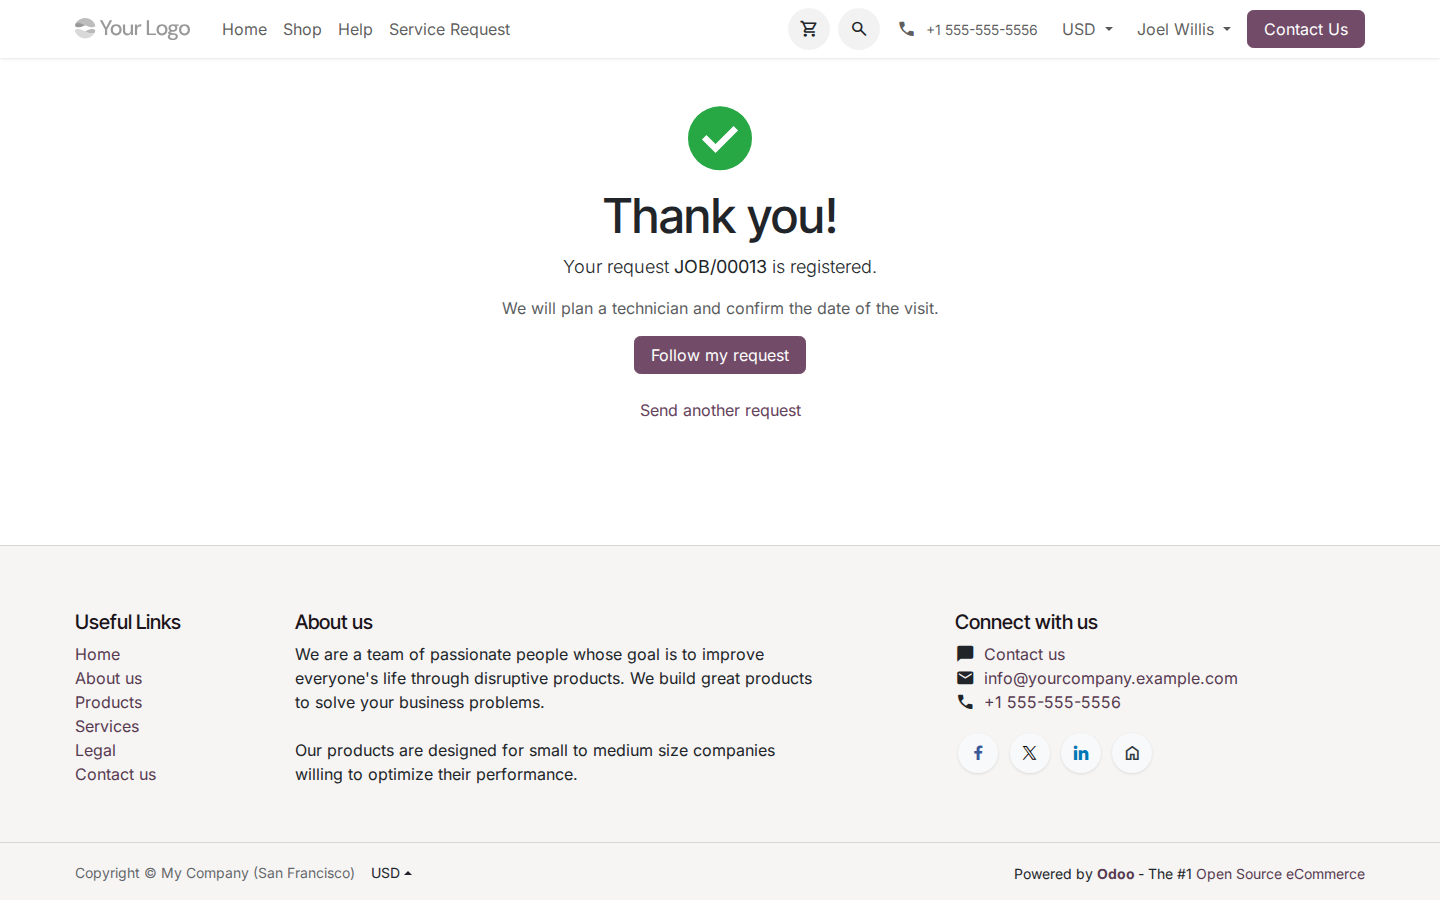 Your Logo
Home
Shop
Help
Service Request
+1 555-555-5556
USD
Joel Willis
Contact Us
Thank you!
Your request JOB/00013 is registered.
We will plan a technician and confirm the date of the visit.
Follow my request
Send another request
Useful Links
Home
About us
Products
Services
Legal
Contact us
About us
We are a team of passionate people whose goal is to improve
everyone's life through disruptive products. We build great products
to solve your business problems.
Our products are designed for small to medium size companies
willing to optimize their performance.
Connect with us
Contact us
info@yourcompany.example.com
+1 555-555-5556
Copyright © My Company (San Francisco)
USD
Powered by Odoo - The #1 Open Source eCommerce